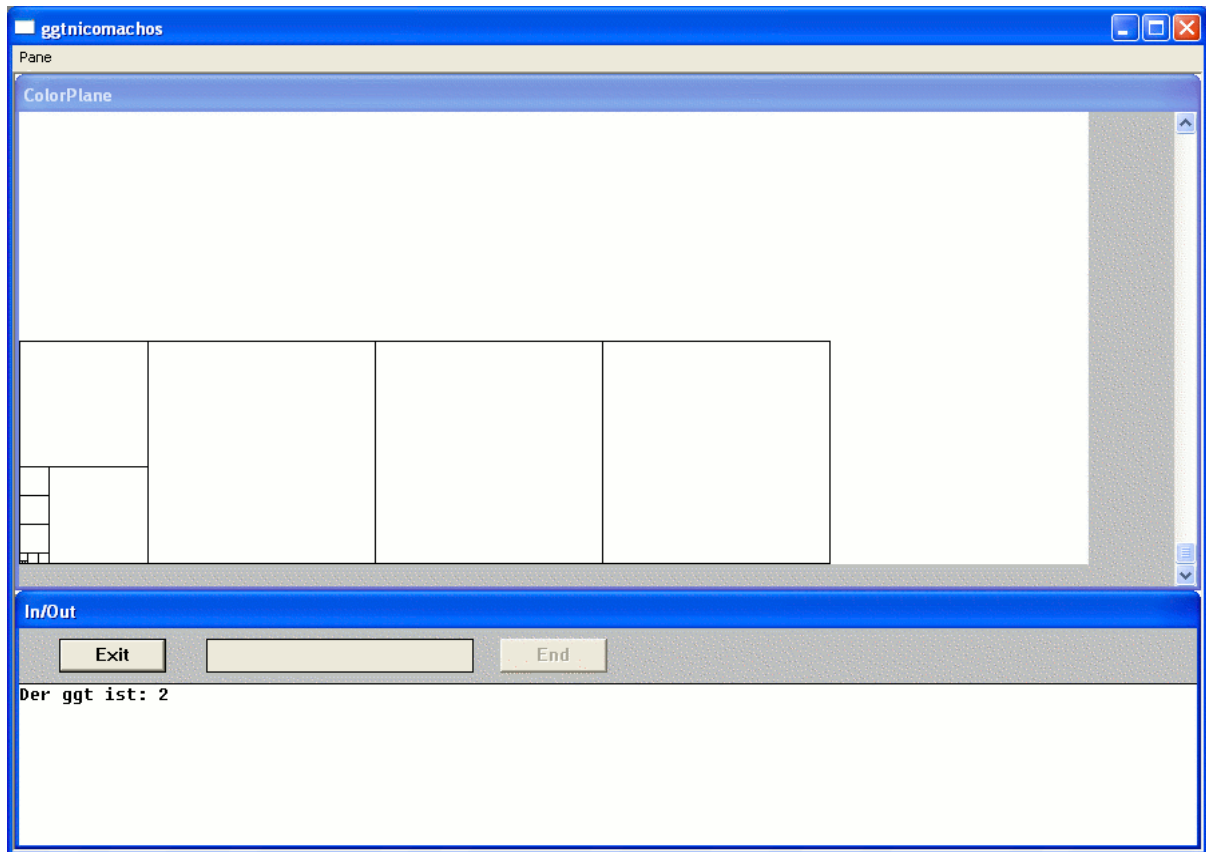 ggtnicomachos
Pane
ColorPlane
In/Out
Exit
End
Der ggt ist: 2